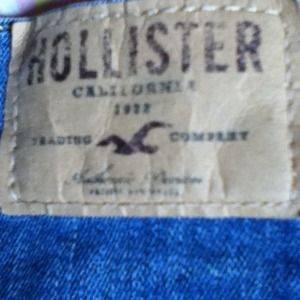 HOLLISTER
CALIFORNIA
1922
TRADING COMPANY